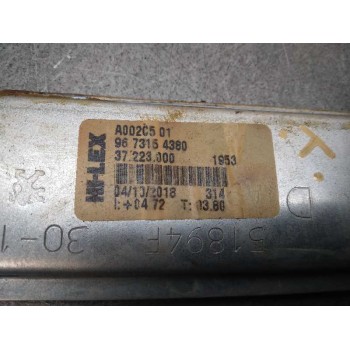 HI-LEX
A002C5 01
96 7315 4380
37.223.000 1953
04/10/2018 314
I:+04.72 T: 03.86
D
51894F 30-1